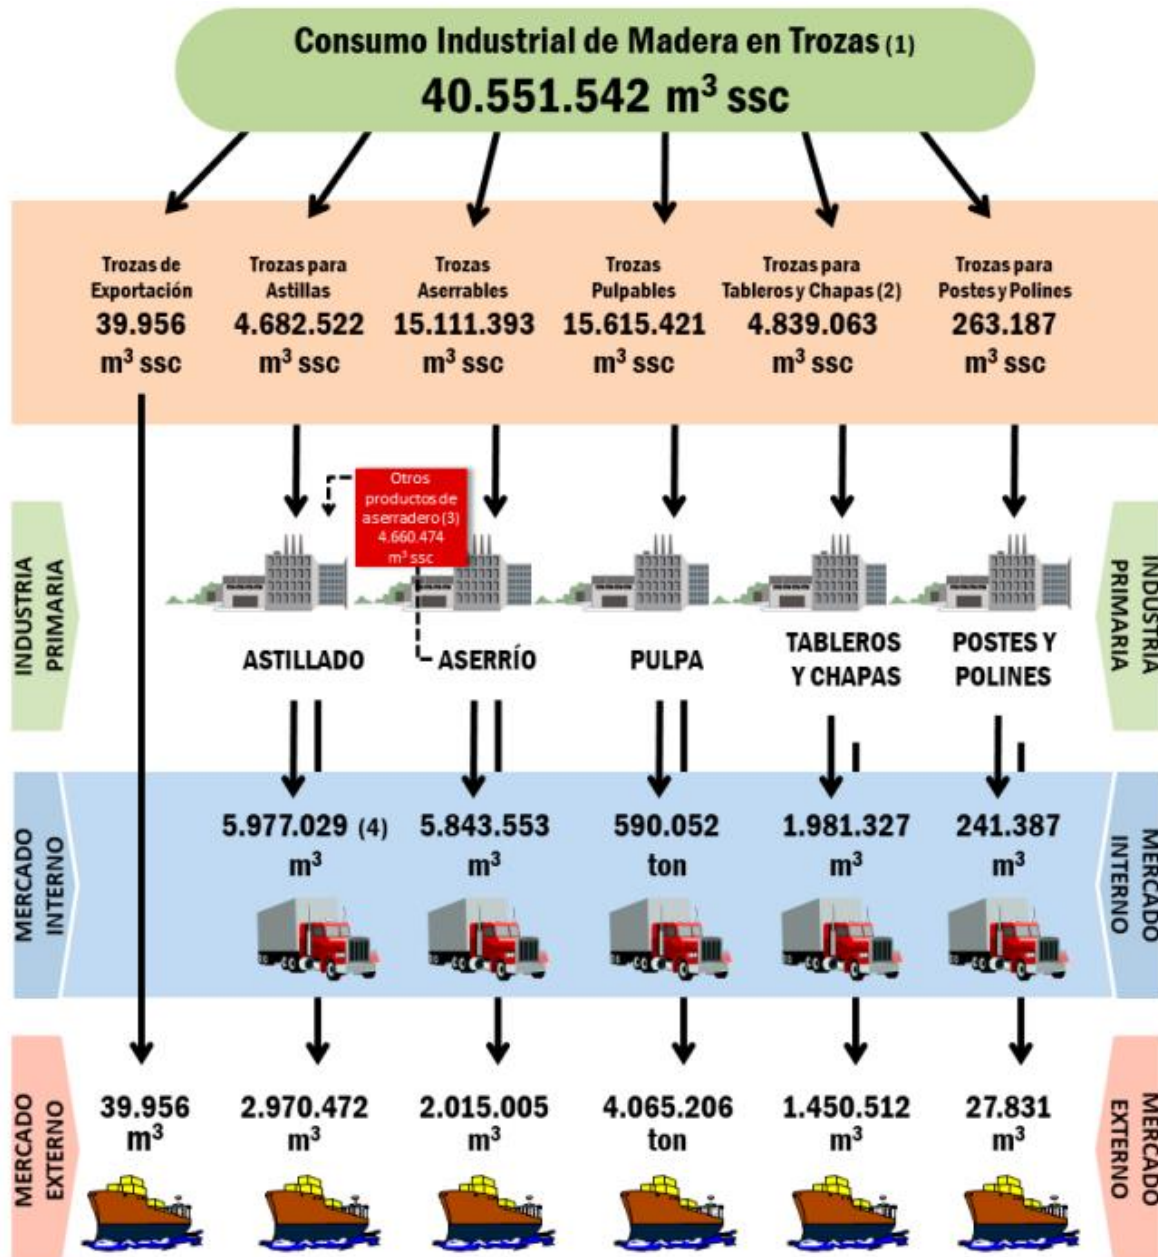 Consumo Industrial de Madera en Trozas (1)
40.551.542 m³ ssc
Trozas de
Exportación
39.956
m³ ssc
Trozas para
Astillas
4.682.522
m³ ssc
Trozas
Aserrables
15.111.393
m³ ssc
Trozas
Pulpables
15.615.421
m³ ssc
Trozas para
Tableros y Chapas (2)
4.839.063
m³ ssc
Trozas para
Postes y Polines
263.187
m³ ssc
Otros
productos de
aserradero (3)
4.660.474
m³ ssc
INDUSTRIA
PRIMARIA
ASTILLADO
ASERRÍO
PULPA
TABLEROS
Y CHAPAS
POSTES Y
POLINES
INDUSTRIA
PRIMARIA
MERCADO
INTERNO
5.977.029 (4)
m³
5.843.553
m³
590.052
ton
1.981.327
m³
241.387
m³
MERCADO
INTERNO
MERCADO
EXTERNO
39.956
m³
2.970.472
m³
2.015.005
m³
4.065.206
ton
1.450.512
m³
27.831
m³
MERCADO
EXTERNO